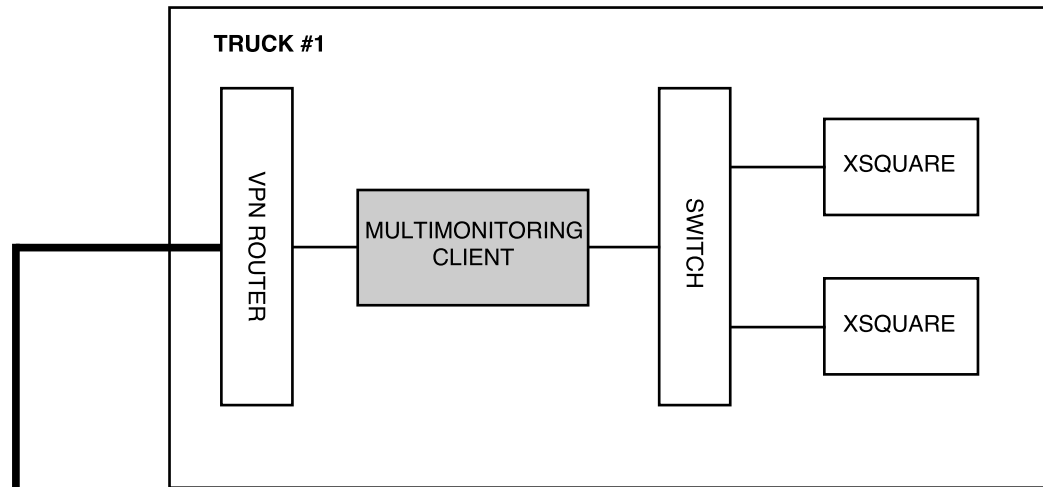 TRUCK #1
VPN ROUTER
MULTIMONITORING
CLIENT
SWITCH
XSQUARE
XSQUARE